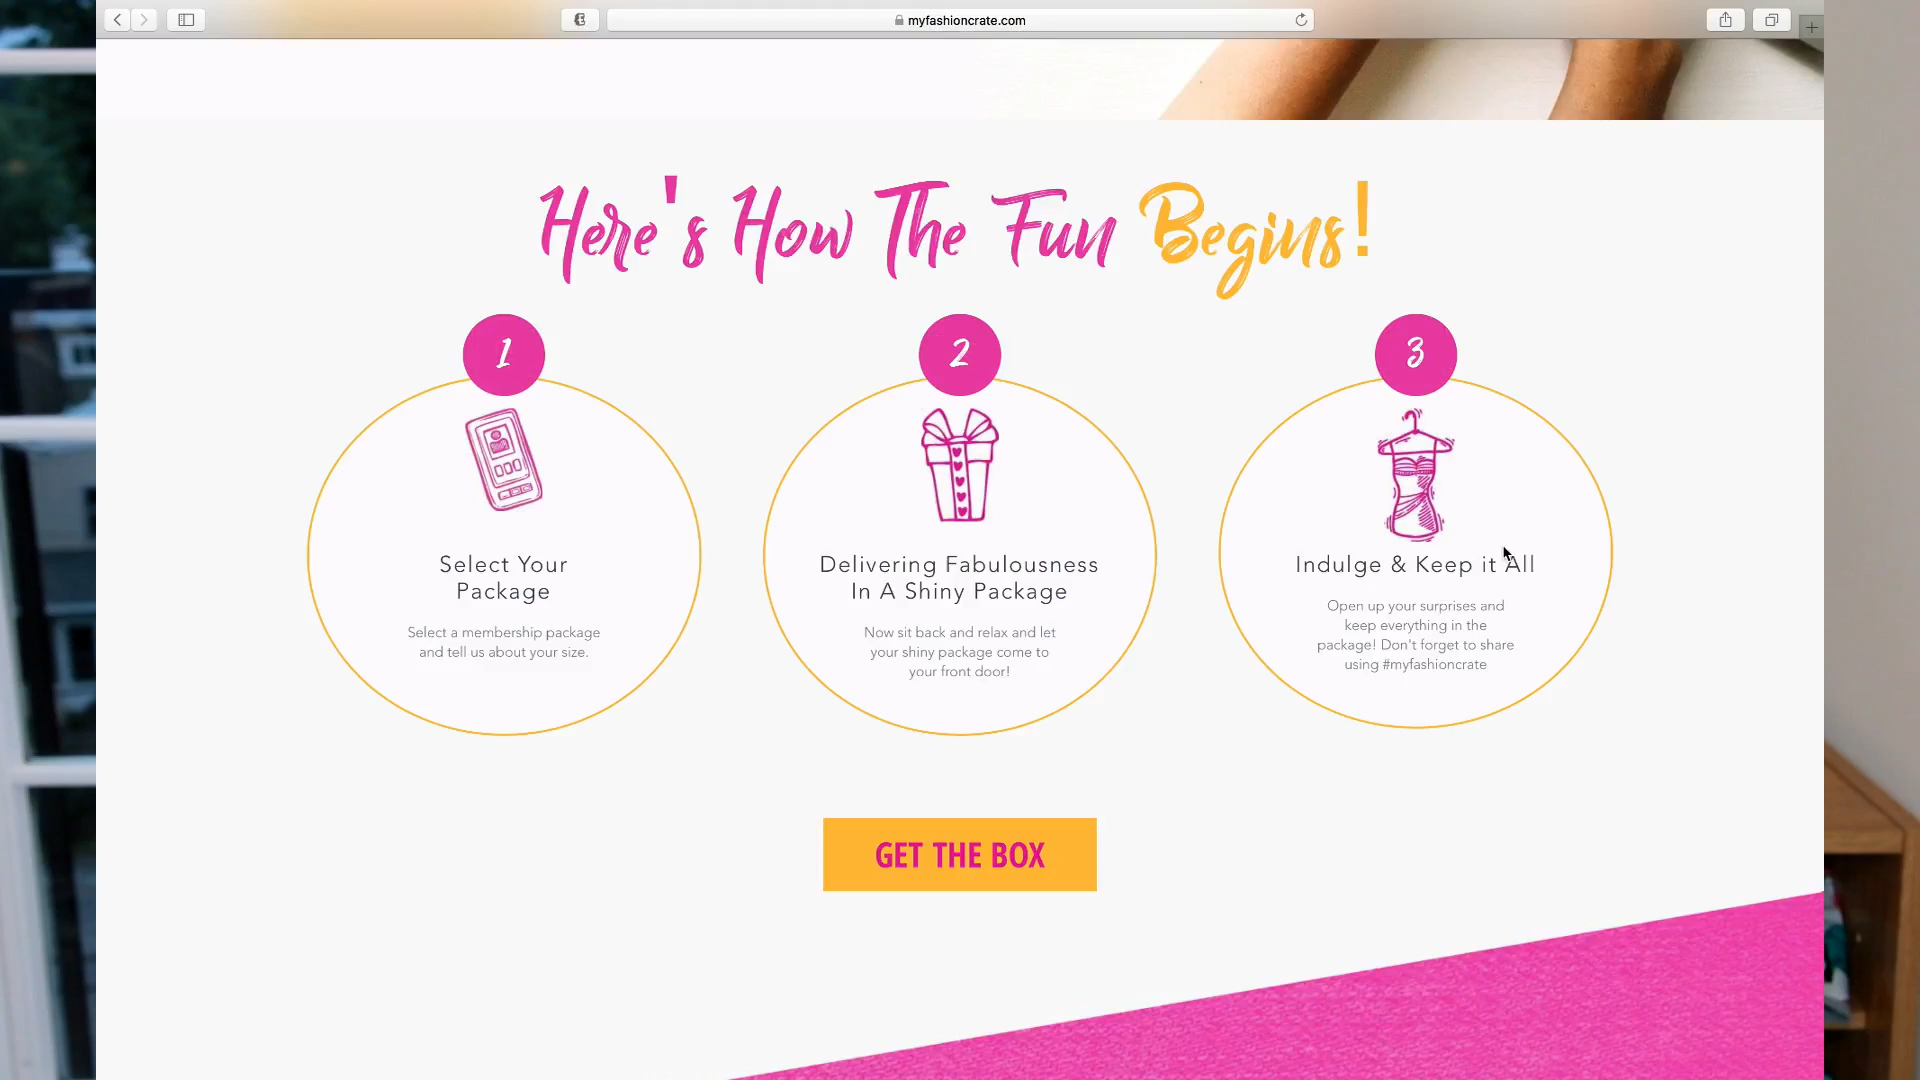 myfashioncrate.com
Here's How The Fun Begins!
1
2
3
Select Your
Package
Select a membership package
and tell us about your size.
Delivering Fabulousness
In A Shiny Package
Now sit back and relax and let
your shiny package come to
your front door!
Indulge & Keep it All
Open up your surprises and
keep everything in the
package! Don't forget to share
using #myfashioncrate
GET THE BOX